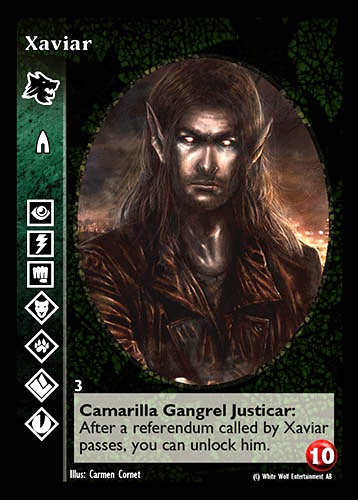 Xaviar
3
Camarilla Gangrel Justicar:
After a referendum called by Xaviar
passes, you can unlock him.
10
Illus: Carmen Cornet
(C) White Wolf Entertainment AB